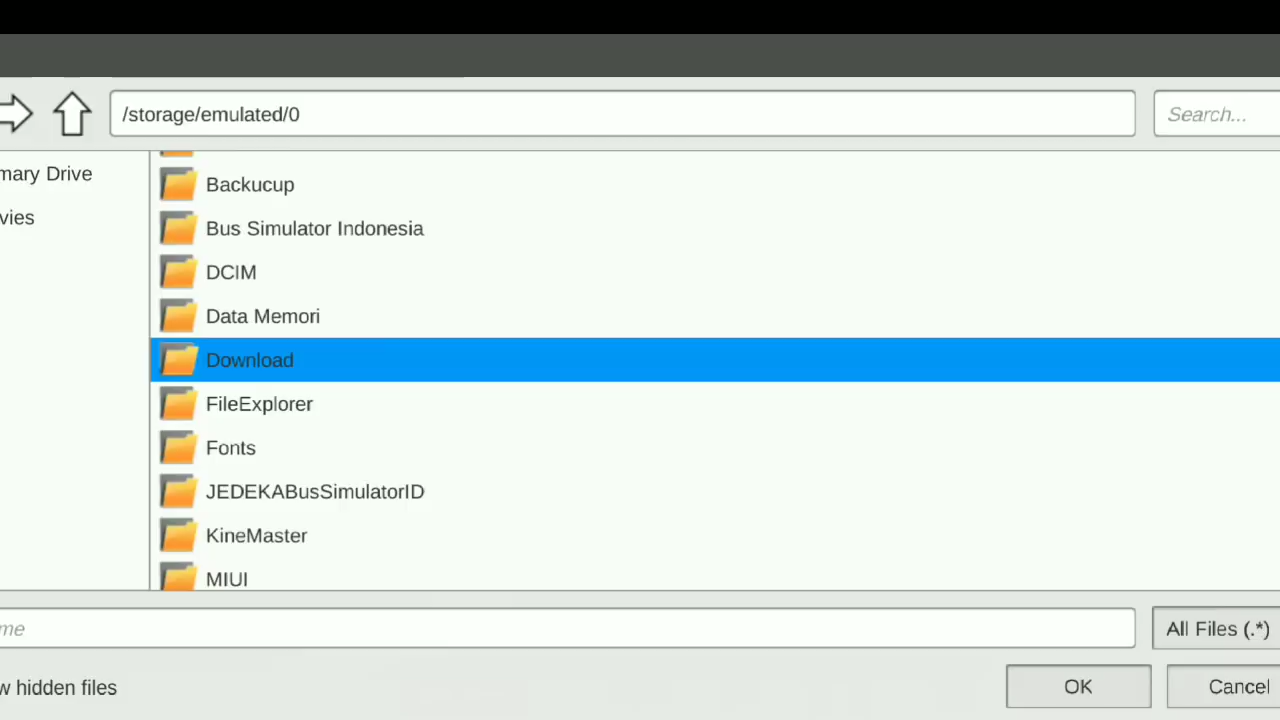 /storage/emulated/0
Search...
mary Drive
vies
Backucup
Bus Simulator Indonesia
DCIM
Data Memori
Download
FileExplorer
Fonts
JEDEKABusSimulatorID
KineMaster
MIUI
me
All Files (.*)
w hidden files
OK
Cancel